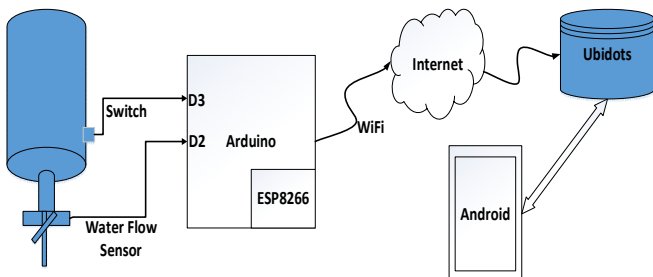 Switch
D3
D2
Arduino
ESP8266
Water Flow
Sensor
WiFi
Internet
Ubidots
Android